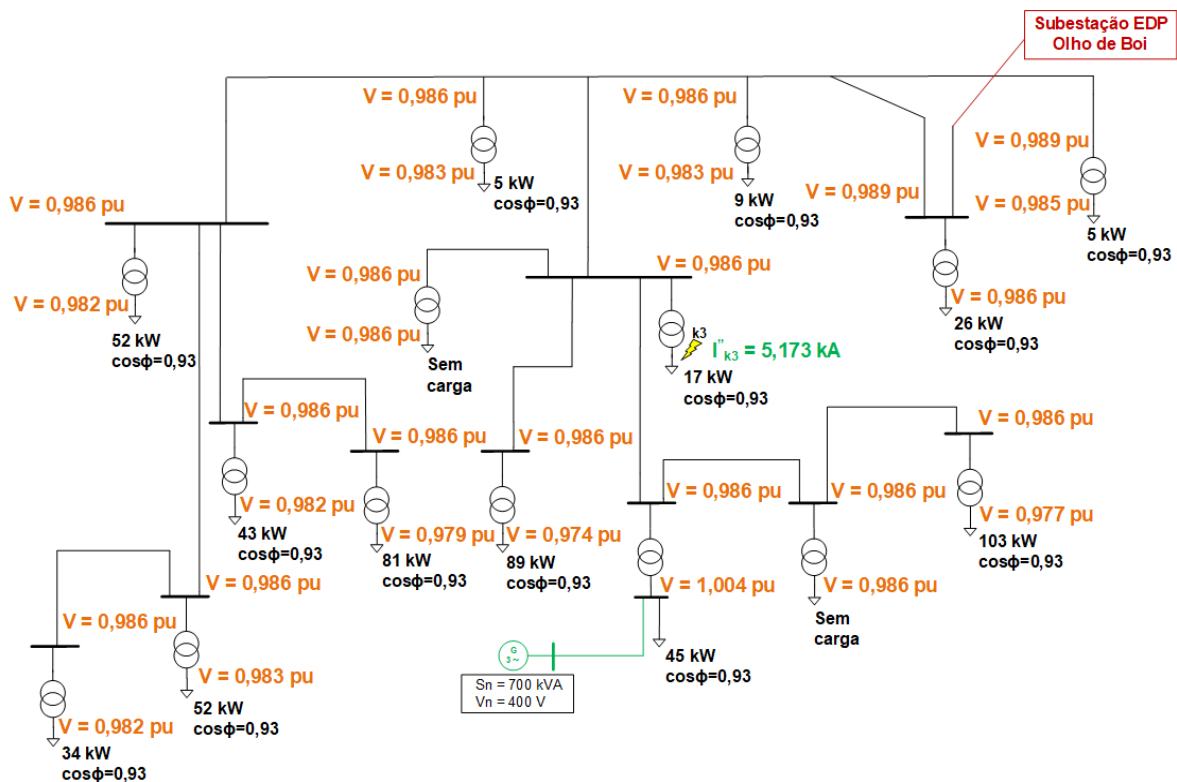 Subestação EDP
Olho de Boi
V = 0,986 pu
V = 0,983 pu
5 kW
cosϕ=0,93
V = 0,986 pu
V = 0,983 pu
9 kW
cosϕ=0,93
V = 0,989 pu
V = 0,986 pu
26 kW
cosϕ=0,93
V = 0,989 pu
V = 0,985 pu
5 kW
cosϕ=0,93
V = 0,986 pu
V = 0,982 pu
52 kW
cosϕ=0,93
V = 0,986 pu
V = 0,986 pu
V = 0,986 pu
Sem
carga
k3
I"k3 = 5,173 kA
17 kW
cosϕ=0,93
V = 0,986 pu
V = 0,982 pu
43 kW
cosϕ=0,93
V = 0,986 pu
V = 0,979 pu
81 kW
cosϕ=0,93
V = 0,986 pu
V = 0,974 pu
89 kW
cosϕ=0,93
V = 0,986 pu
V = 1,004 pu
45 kW
cosϕ=0,93
G
3~
Sn = 700 kVA
Vn = 400 V
V = 0,986 pu
V = 0,986 pu
Sem
carga
V = 0,986 pu
V = 0,977 pu
103 kW
cosϕ=0,93
V = 0,986 pu
V = 0,983 pu
52 kW
cosϕ=0,93
V = 0,986 pu
V = 0,982 pu
34 kW
cosϕ=0,93